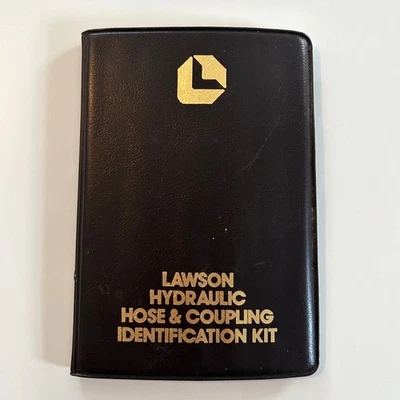 LAWSON
HYDRAULIC
HOSE & COUPLING
IDENTIFICATION KIT